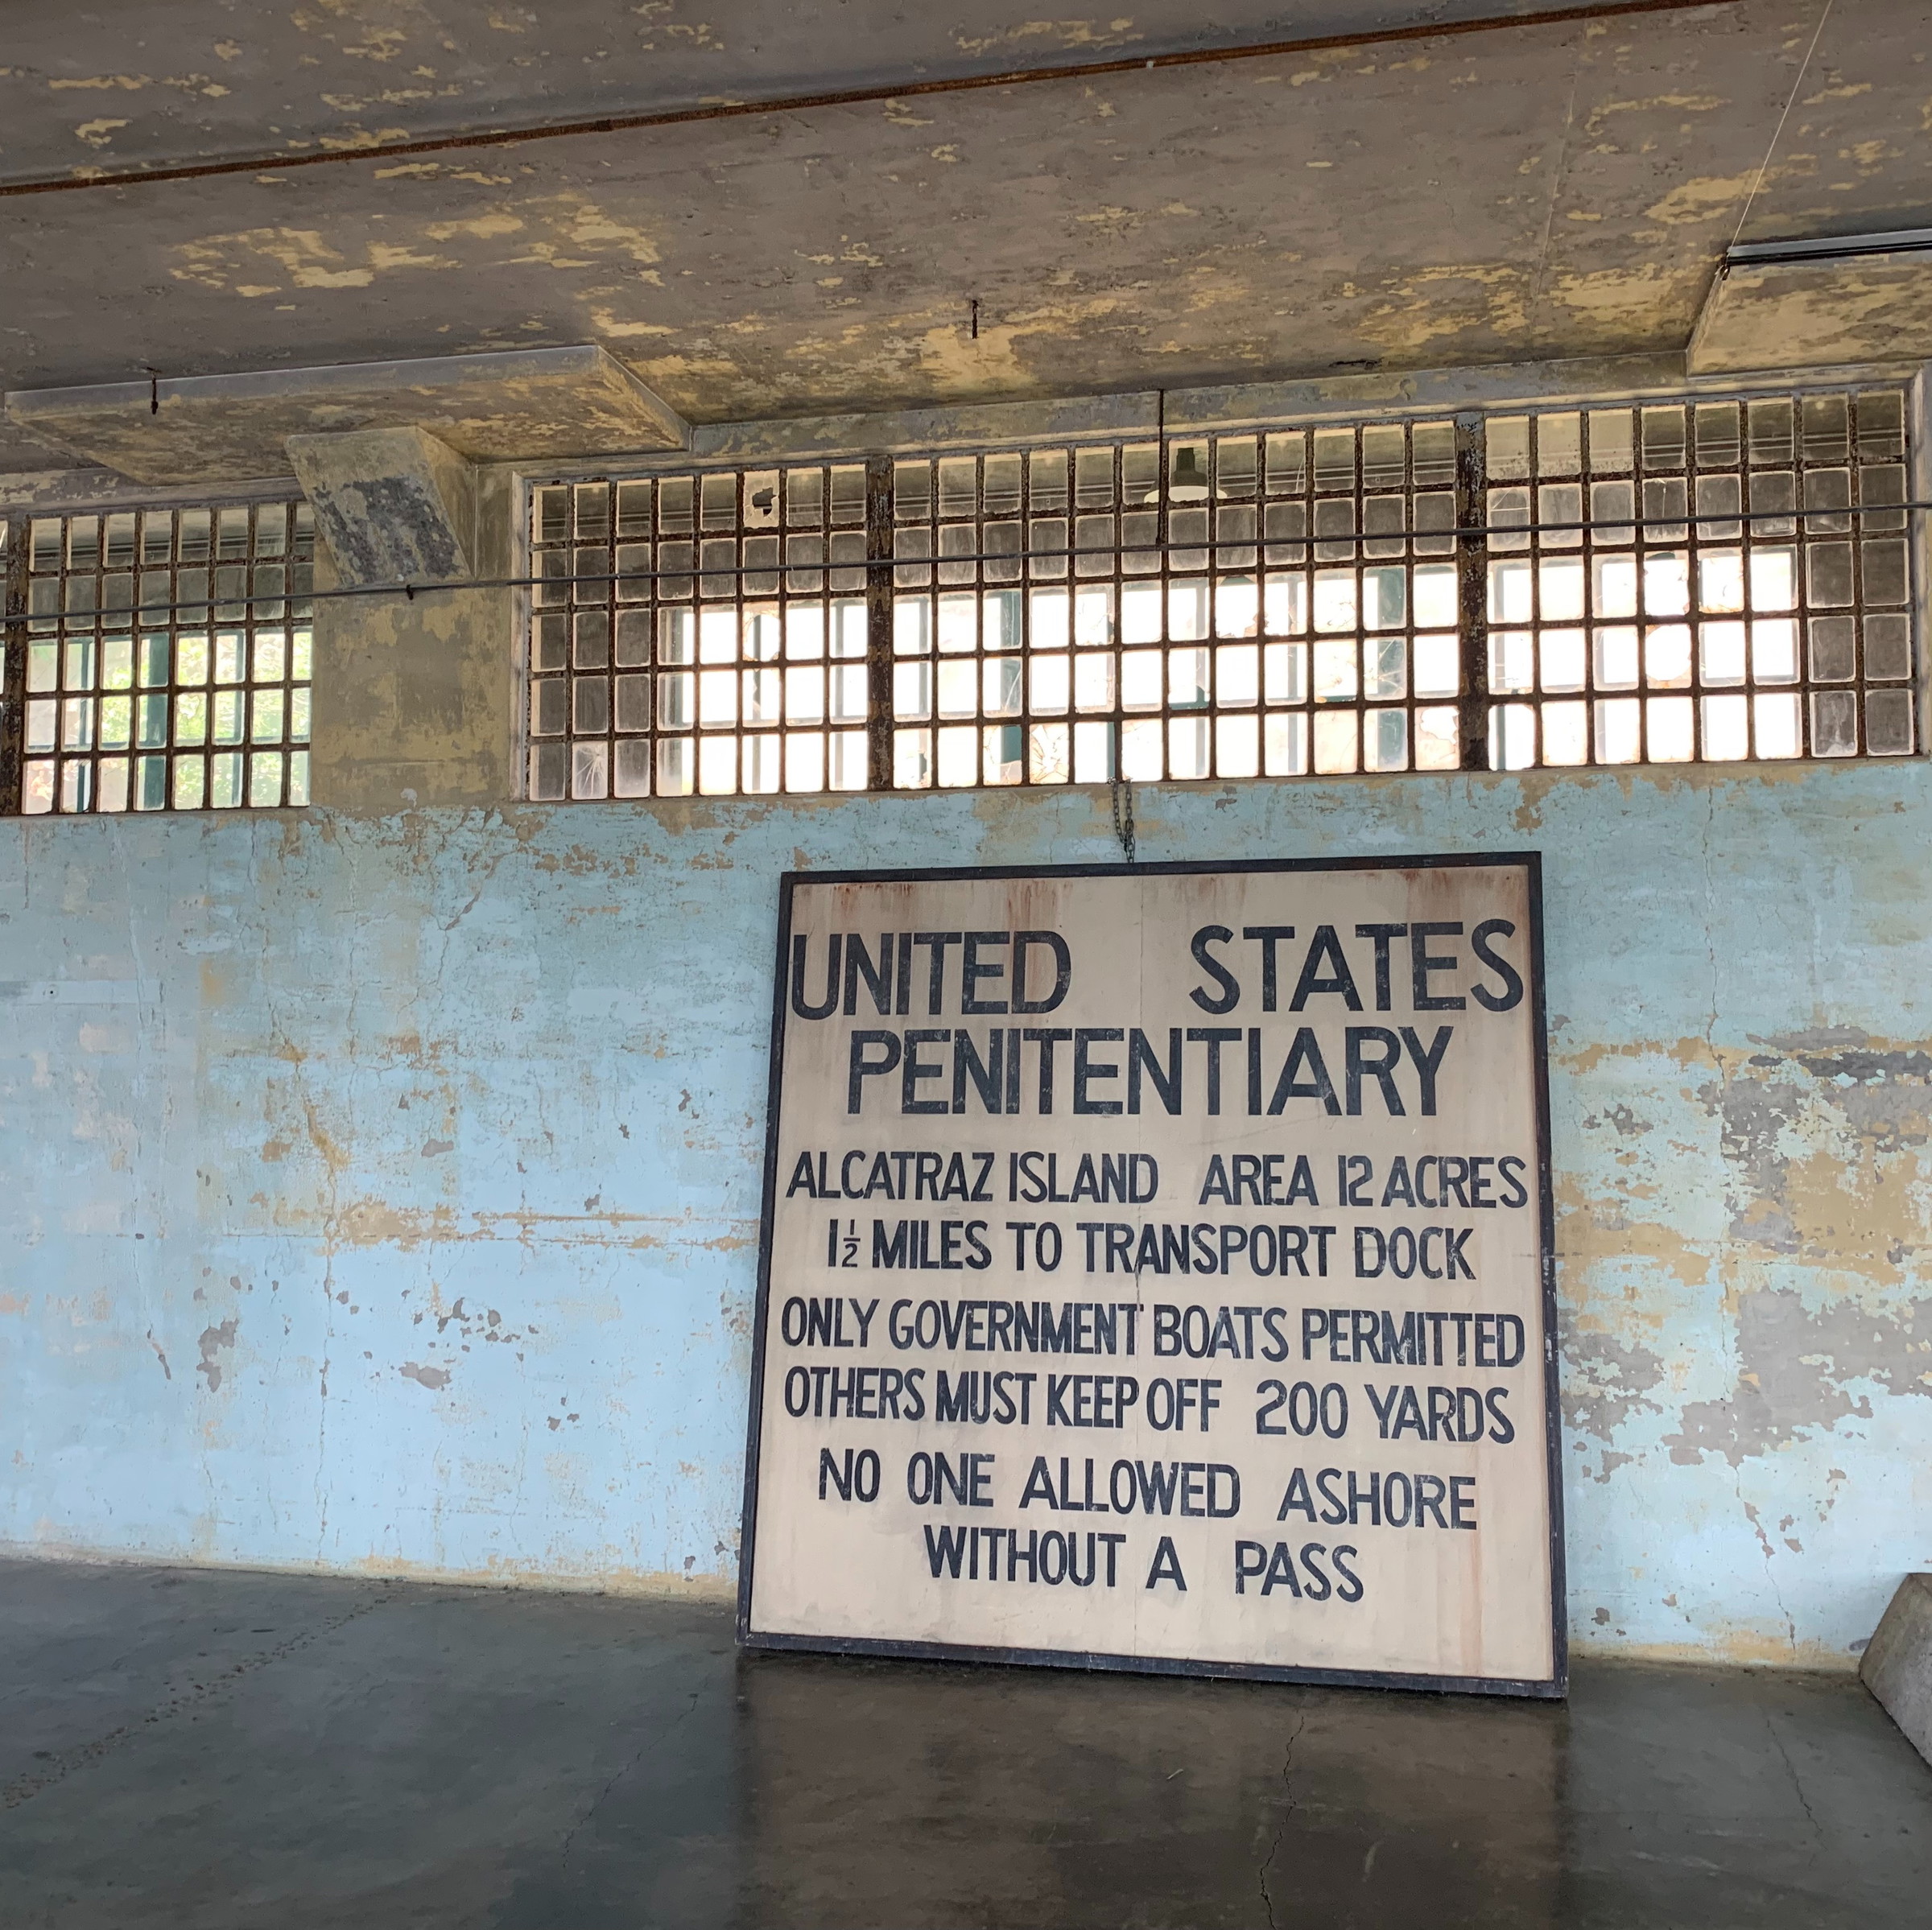 UNITED STATES
PENITENTIARY
ALCATRAZ ISLAND AREA 12 ACRES
1½ MILES TO TRANSPORT DOCK
ONLY GOVERNMENT BOATS PERMITTED
OTHERS MUST KEEP OFF 200 YARDS
NO ONE ALLOWED ASHORE
WITHOUT A PASS